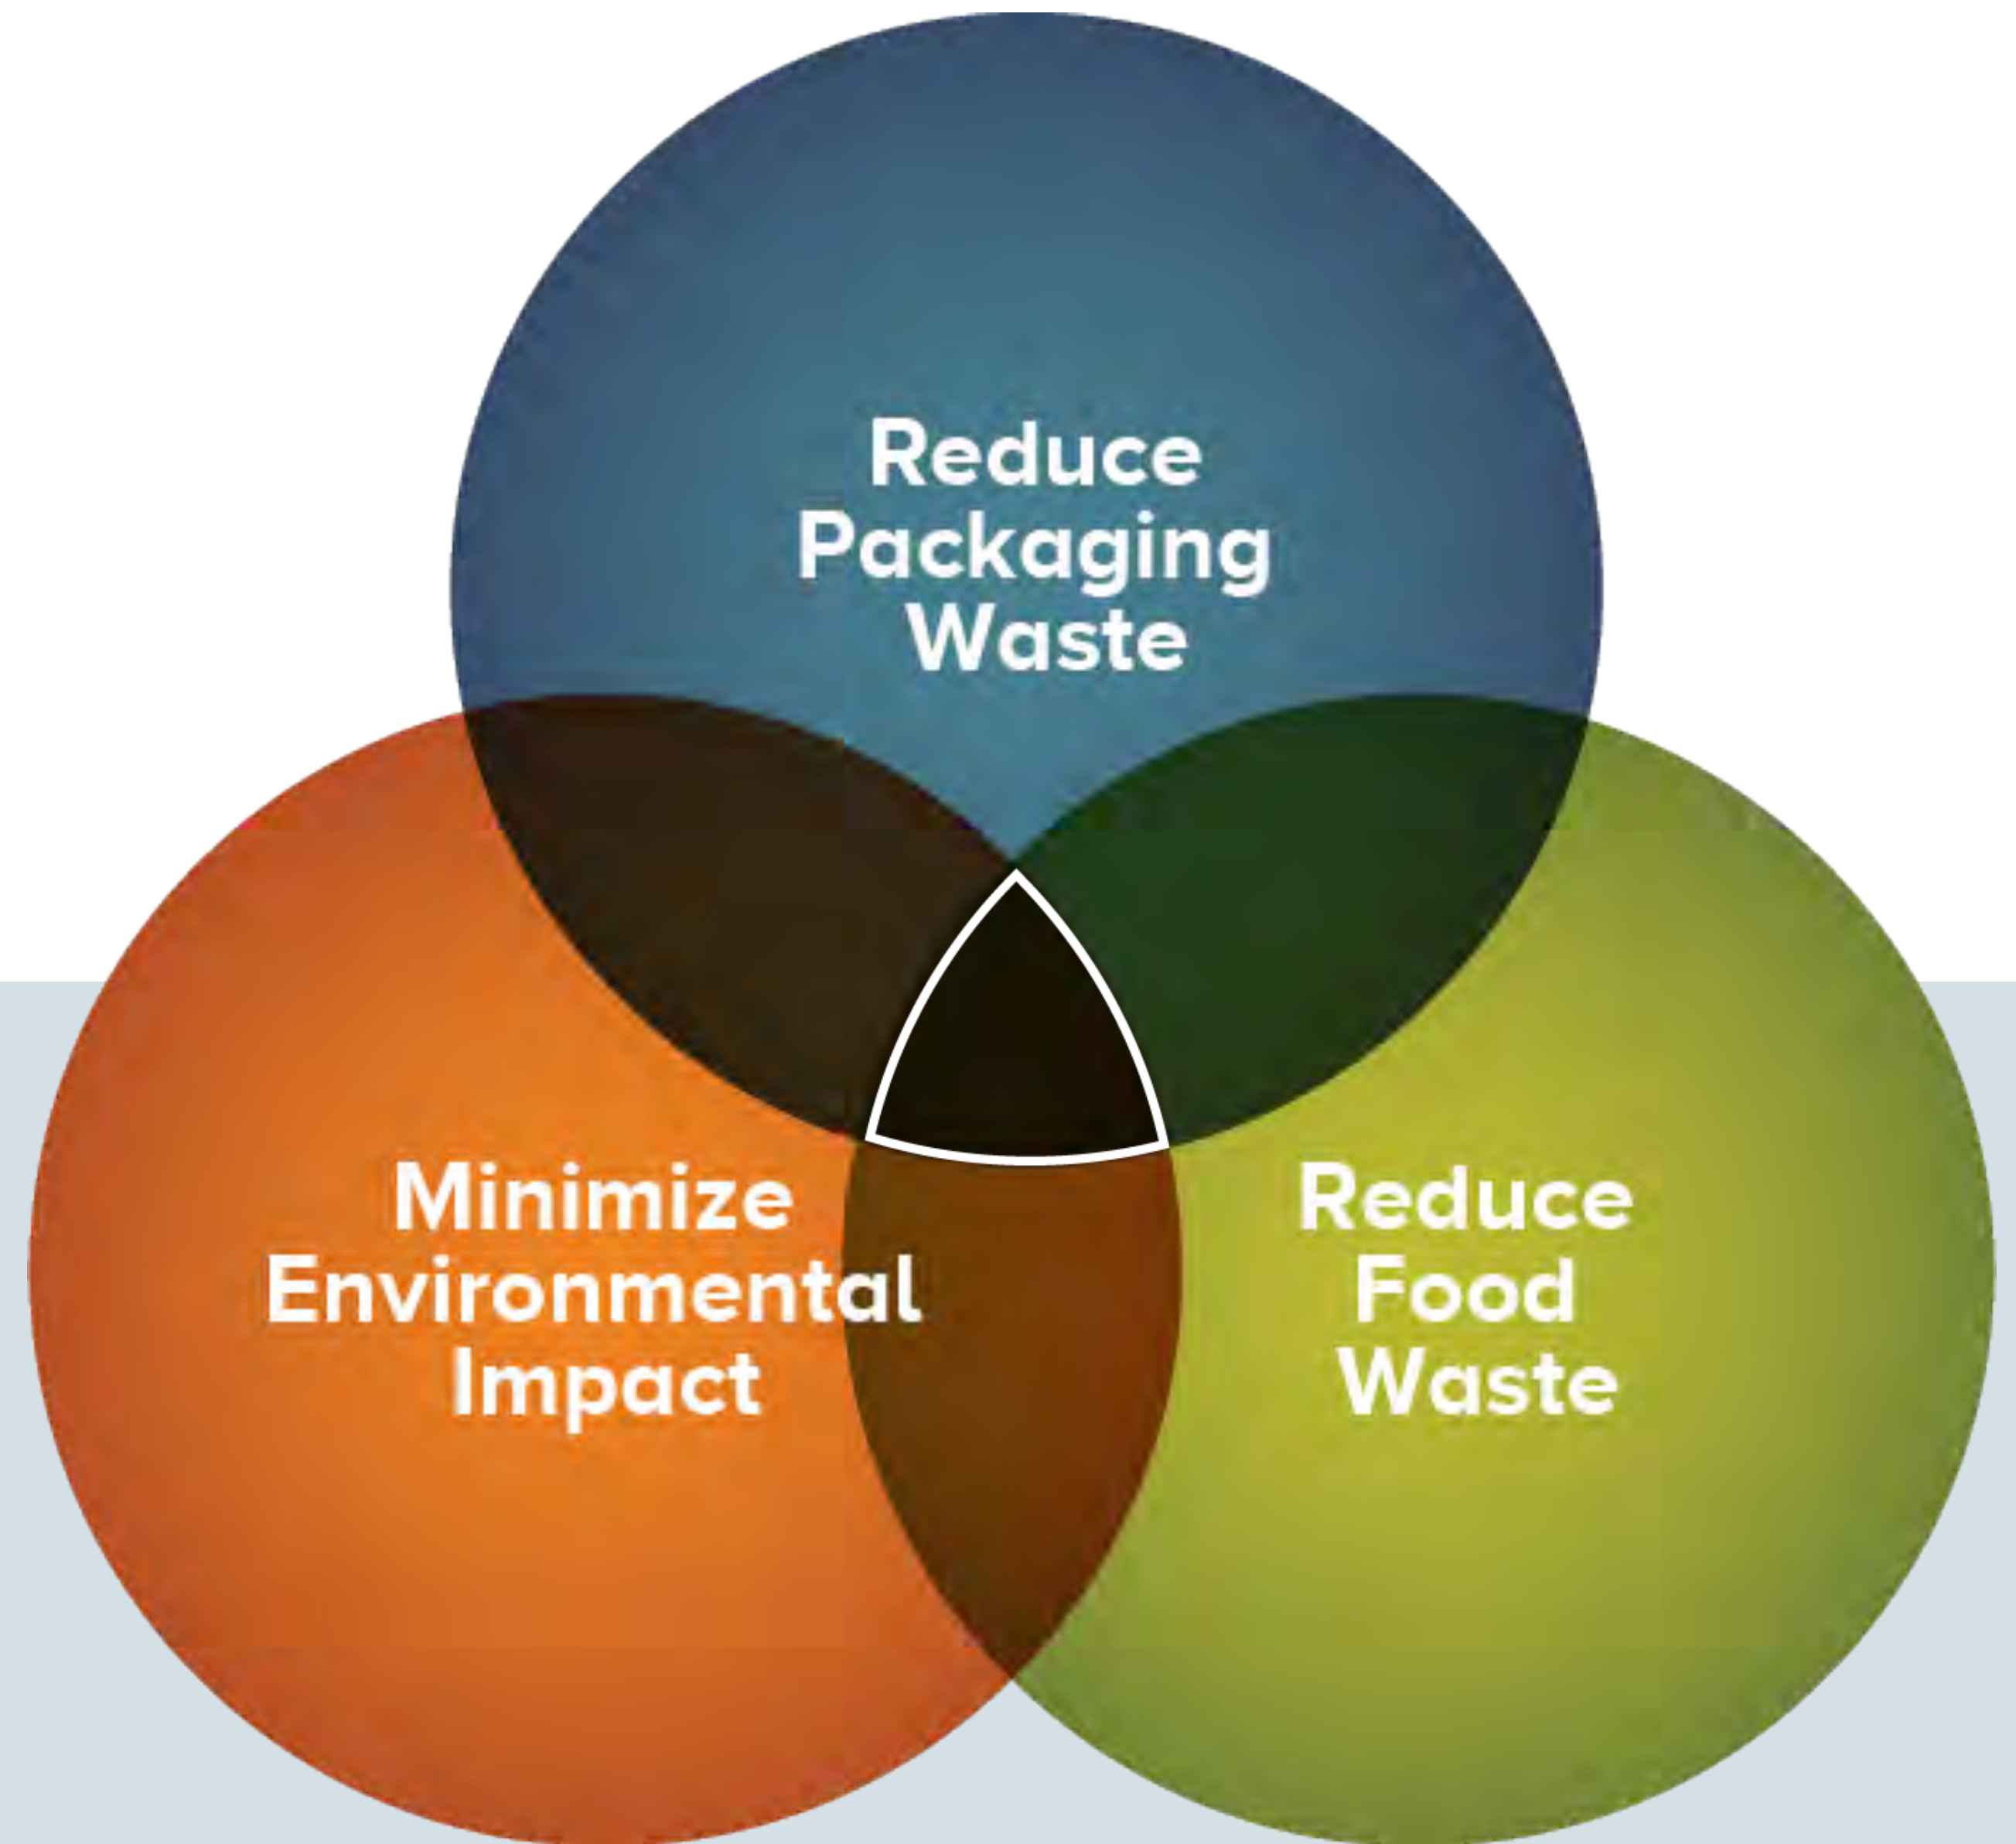 Reduce
Packaging
Waste
Minimize
Environmental
Impact
Reduce
Food
Waste